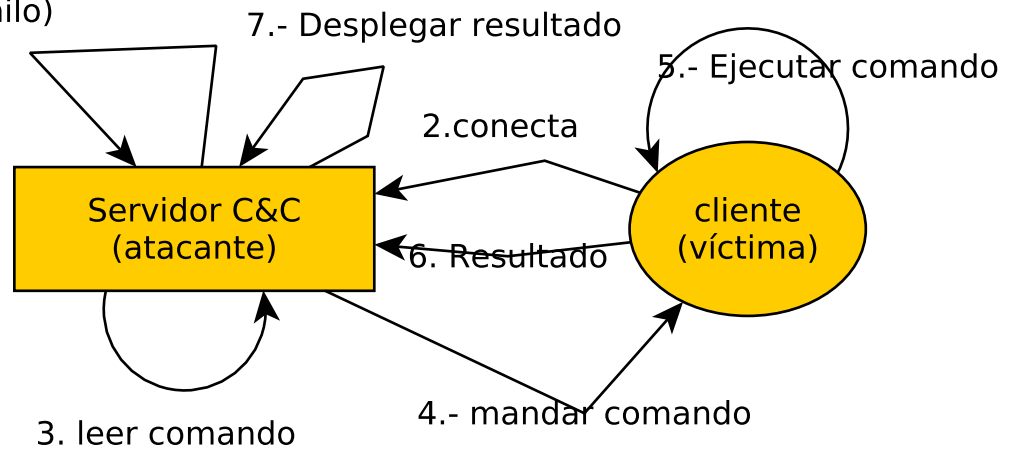 7.- Desplegar resultado
5.- Ejecutar comando
2.conecta
Servidor C&C
(atacante)
cliente
(víctima)
6. Resultado
4.- mandar comando
3. leer comando